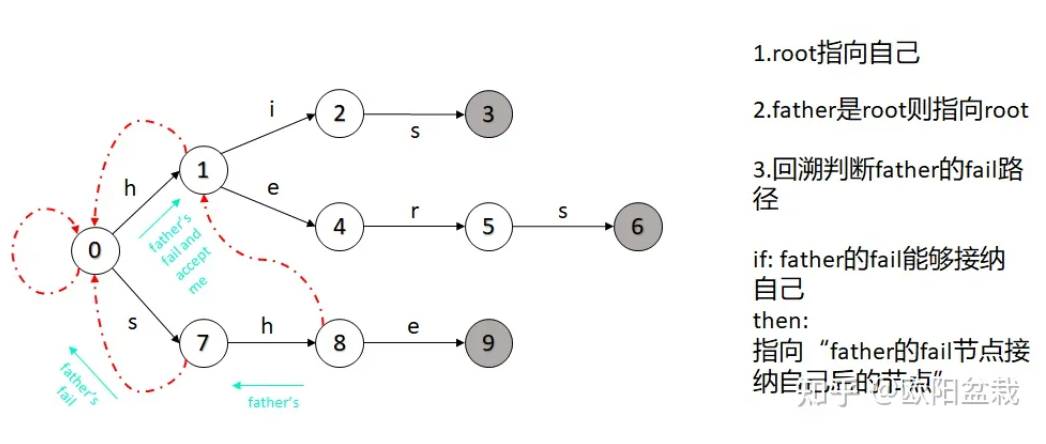 i
2
3
s
1
h
e
r
s
4
5
6
father's
fail and
accept
me
0
s
h
e
7
8
9
father's
fail
father's
1.root指向自己
2.father是root则指向root
3.回溯判断father的fail路
径
if: father的fail能够接纳
自己
then:
指向“father的fail节点接
纳自己后的节点”
知乎 @欧阳盆栽